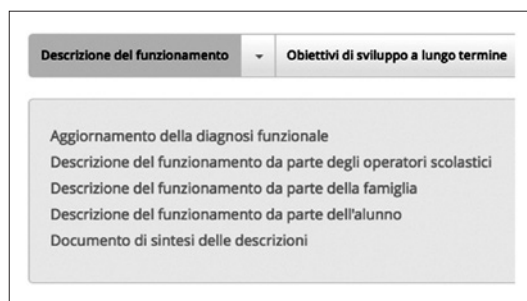 Descrizione del funzionamento Obiettivi di sviluppo a lungo termine
Aggiornamento della diagnosi funzionale
Descrizione del funzionamento da parte degli operatori scolastici
Descrizione del funzionamento da parte della famiglia
Descrizione del funzionamento da parte dell'alunno
Documento di sintesi delle descrizioni